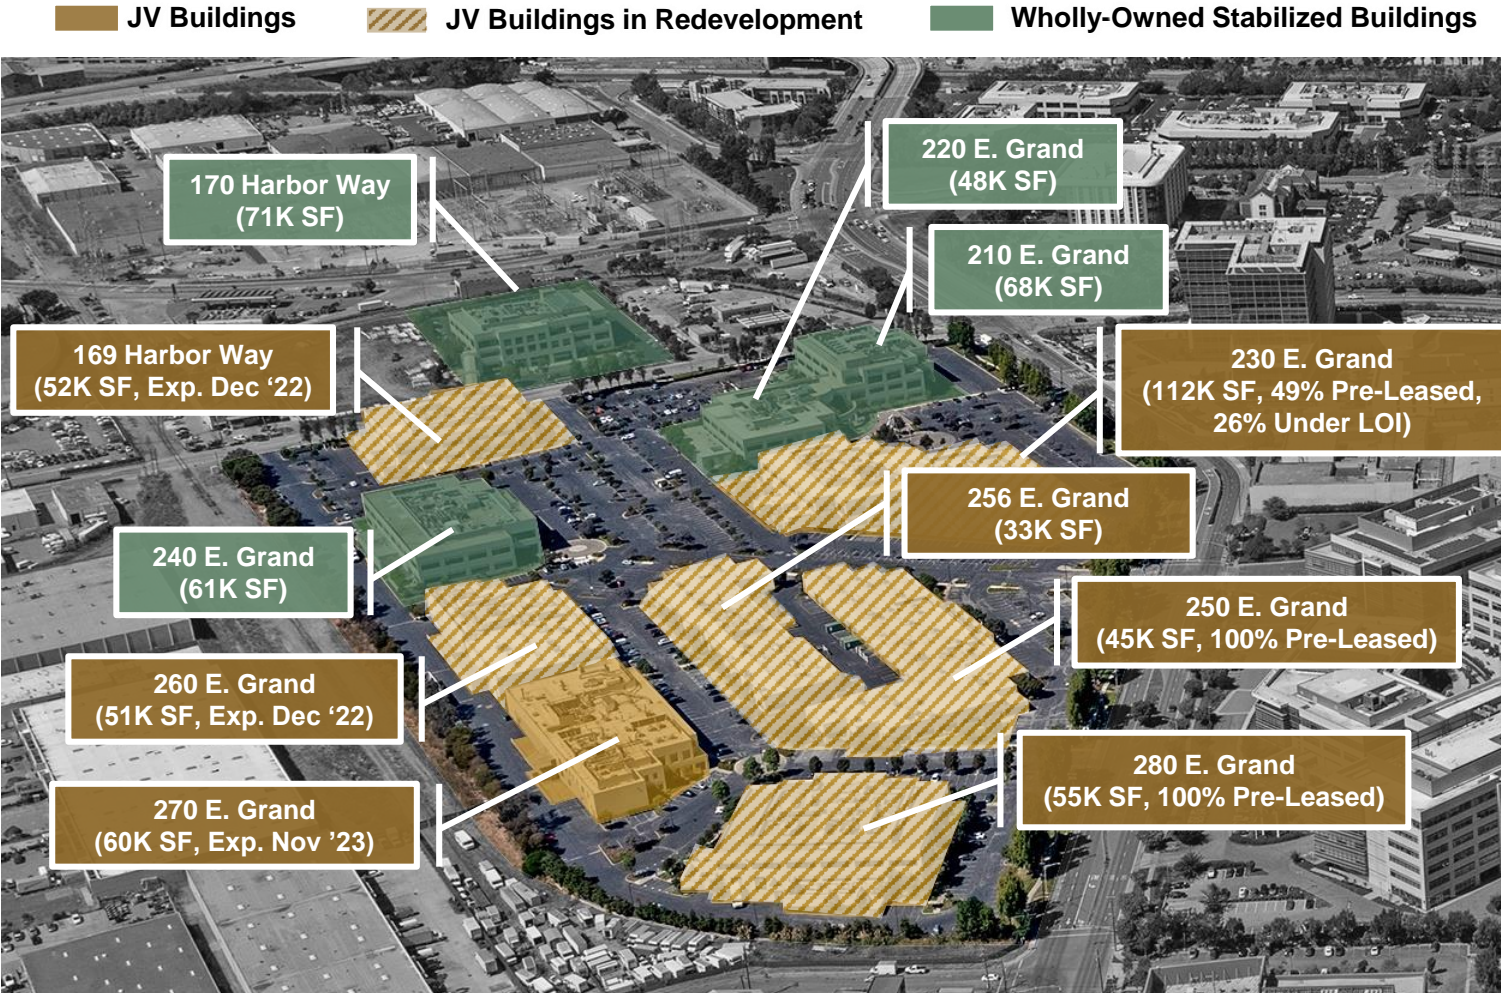 JV Buildings
JV Buildings in Redevelopment
Wholly-Owned Stabilized Buildings
220 E. Grand
(48K SF)
170 Harbor Way
(71K SF)
210 E. Grand
(68K SF)
169 Harbor Way
(52K SF, Exp. Dec ‘22)
230 E. Grand
(112K SF, 49% Pre-Leased,
26% Under LOI)
256 E. Grand
(33K SF)
240 E. Grand
(61K SF)
250 E. Grand
(45K SF, 100% Pre-Leased)
260 E. Grand
(51K SF, Exp. Dec ‘22)
280 E. Grand
(55K SF, 100% Pre-Leased)
270 E. Grand
(60K SF, Exp. Nov ’23)